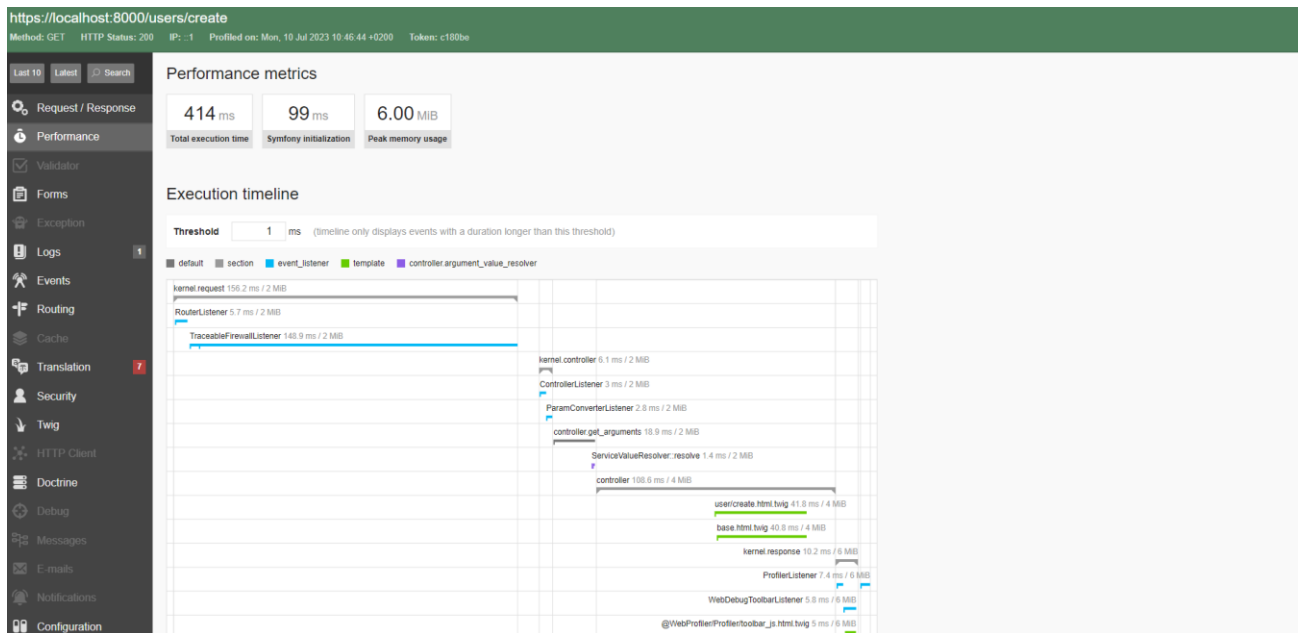 https://localhost:8000/users/create
Method: GET HTTP Status: 200 IP: ::1 Profiled on: Mon, 10 Jul 2023 10:46:44 +0200 Token: c180be
Last 10 Latest Search
Request / Response
Performance
Validator
Forms
Exception
Logs 1
Events
Routing
Cache
Translation 7
Security
Twig
HTTP Client
Doctrine
Debug
Messages
E-mails
Notifications
Configuration
Performance metrics
414 ms 99 ms 6.00 MiB
Total execution time Symfony initialization Peak memory usage
Execution timeline
Threshold 1 ms (timeline only displays events with a duration longer than this threshold)
default section event_listener template controller.argument_value_resolver
kernel.request 156.2 ms / 2 MiB
RouterListener 5.7 ms / 2 MiB
TraceableFirewallListener 148.9 ms / 2 MiB
kernel.controller 6.1 ms / 2 MiB
ControllerListener 3 ms / 2 MiB
ParamConverterListener 2.8 ms / 2 MiB
controller.get_arguments 18.9 ms / 2 MiB
ServiceValueResolver::resolve 1.4 ms / 2 MiB
controller 108.6 ms / 4 MiB
user/create.html.twig 41.8 ms / 4 MiB
base.html.twig 40.8 ms / 4 MiB
kernel.response 10.2 ms / 6 MiB
ProfilerListener 7.4 ms / 6 MiB
WebDebugToolbarListener 5.8 ms / 6 MiB
@WebProfiler/Profiler/toolbar_js.html.twig 5 ms / 6 MiB